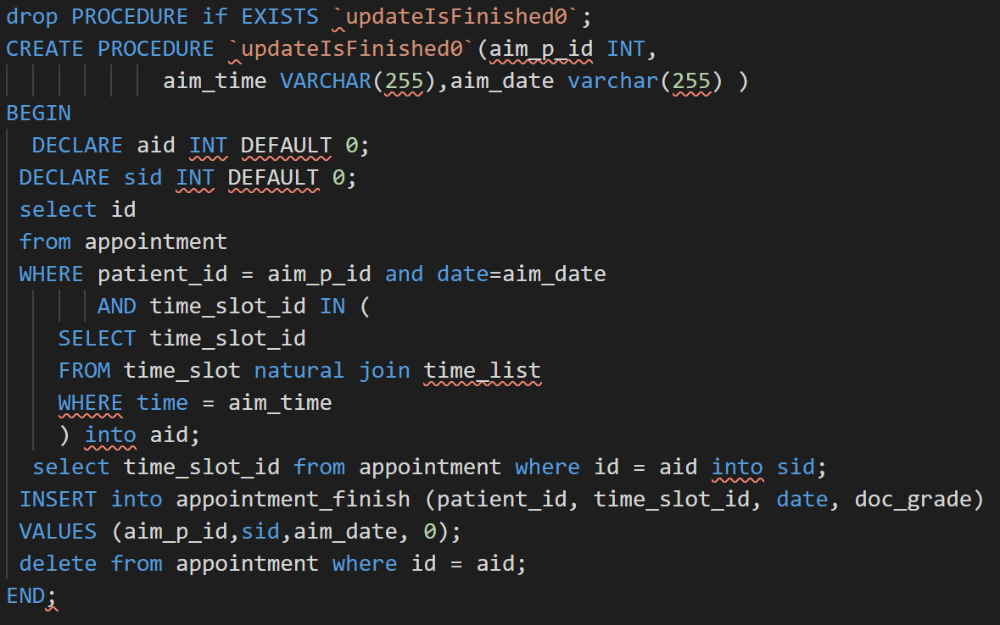 drop PROCEDURE if EXISTS `updateIsFinished0`;
CREATE PROCEDURE `updateIsFinished0`(aim_p_id INT,
aim_time VARCHAR(255),aim_date varchar(255) )
BEGIN
DECLARE aid INT DEFAULT 0;
DECLARE sid INT DEFAULT 0;
select id
from appointment
WHERE patient_id = aim_p_id and date=aim_date
AND time_slot_id IN (
SELECT time_slot_id
FROM time_slot natural join time_list
WHERE time = aim_time
) into aid;
select time_slot_id from appointment where id = aid into sid;
INSERT into appointment_finish (patient_id, time_slot_id, date, doc_grade)
VALUES (aim_p_id,sid,aim_date, 0);
delete from appointment where id = aid;
END;